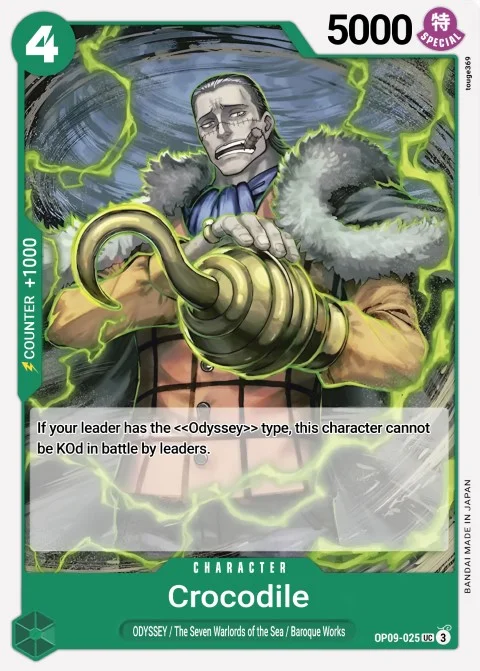 4
5000
特
SPECIAL
touge369
COUNTER +1000
If your leader has the <<Odyssey>> type, this character cannot
be KOd in battle by leaders.
CHARACTER
Crocodile
ODYSSEY / The Seven Warlords of the Sea / Baroque Works
OP09-025 UC 3
BANDAI MADE IN JAPAN